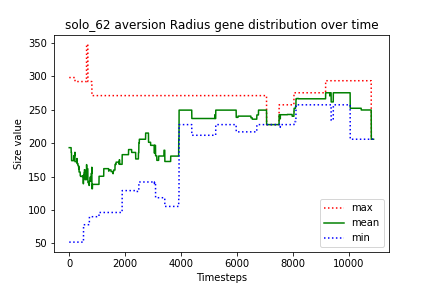 solo_62 aversion Radius gene distribution over time
350
300
250
200
150
100
50
Size value
0
2000
4000
6000
8000
10000
Timesteps
max
mean
min